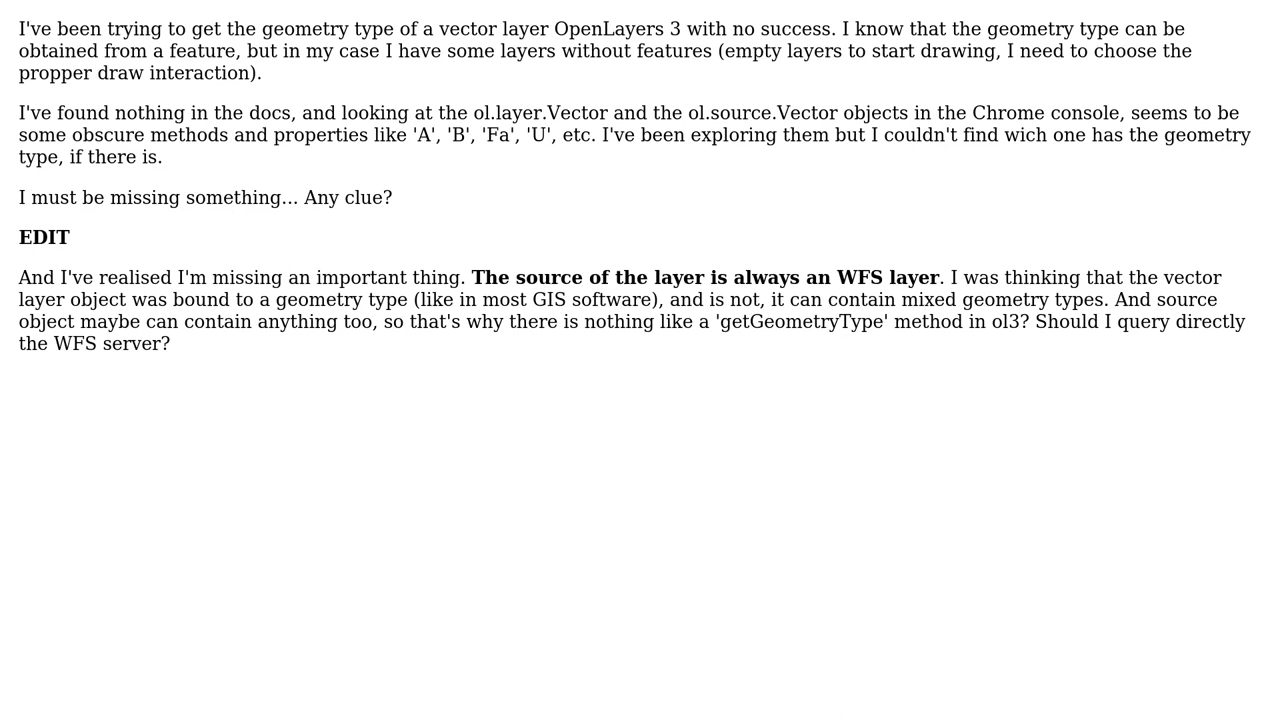 I've been trying to get the geometry type of a vector layer OpenLayers 3 with no success. I know that the geometry type can be
obtained from a feature, but in my case I have some layers without features (empty layers to start drawing, I need to choose the
propper draw interaction).
I've found nothing in the docs, and looking at the ol.layer.Vector and the ol.source.Vector objects in the Chrome console, seems to be
some obscure methods and properties like 'A', 'B', 'Fa', 'U', etc. I've been exploring them but I couldn't find wich one has the geometry
type, if there is.
I must be missing something... Any clue?
EDIT
And I've realised I'm missing an important thing. The source of the layer is always an WFS layer. I was thinking that the vector
layer object was bound to a geometry type (like in most GIS software), and is not, it can contain mixed geometry types. And source
object maybe can contain anything too, so that's why there is nothing like a 'getGeometryType' method in ol3? Should I query directly
the WFS server?